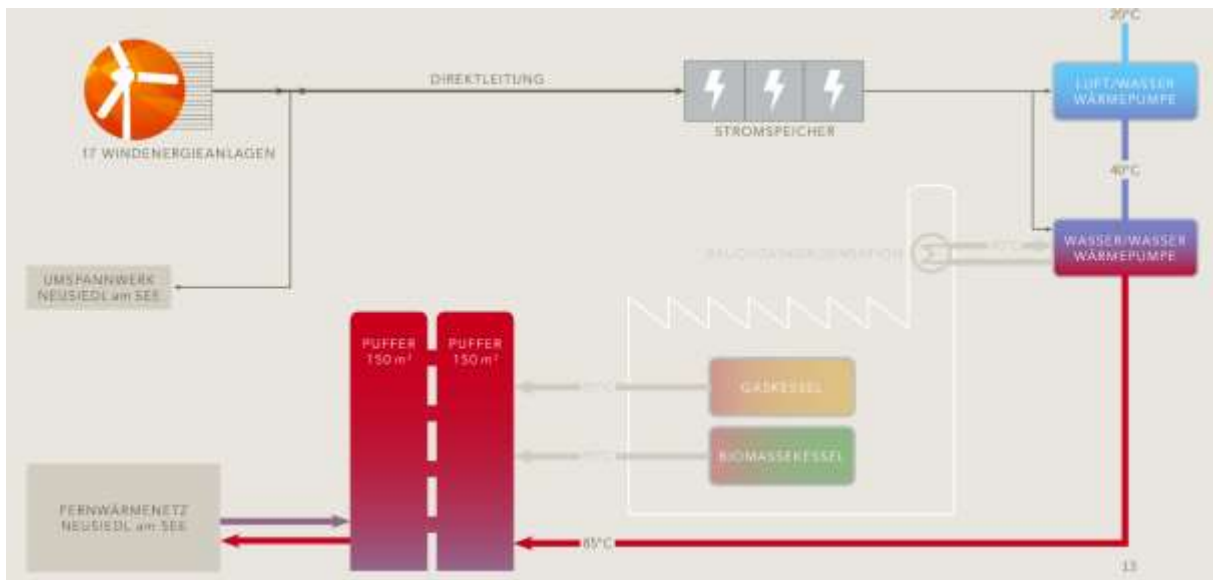 20°C
DIREKTLEITUNG
LUFT/WASSER
WÄRMEPUMPE
STROMSPEICHER
17 WINDENERGIEANLAGEN
40°C
WASSER/WASSER
WÄRMEPUMPE
RAUCHGASKONDENSATION
UMSPANNWERK
NEUSIEDL am SEE
PUFFER
150 m³
PUFFER
150 m³
GASKESSEL
BIOMASSEKESSEL
FERNWÄRMENETZ
NEUSIEDL am SEE
85°C
13